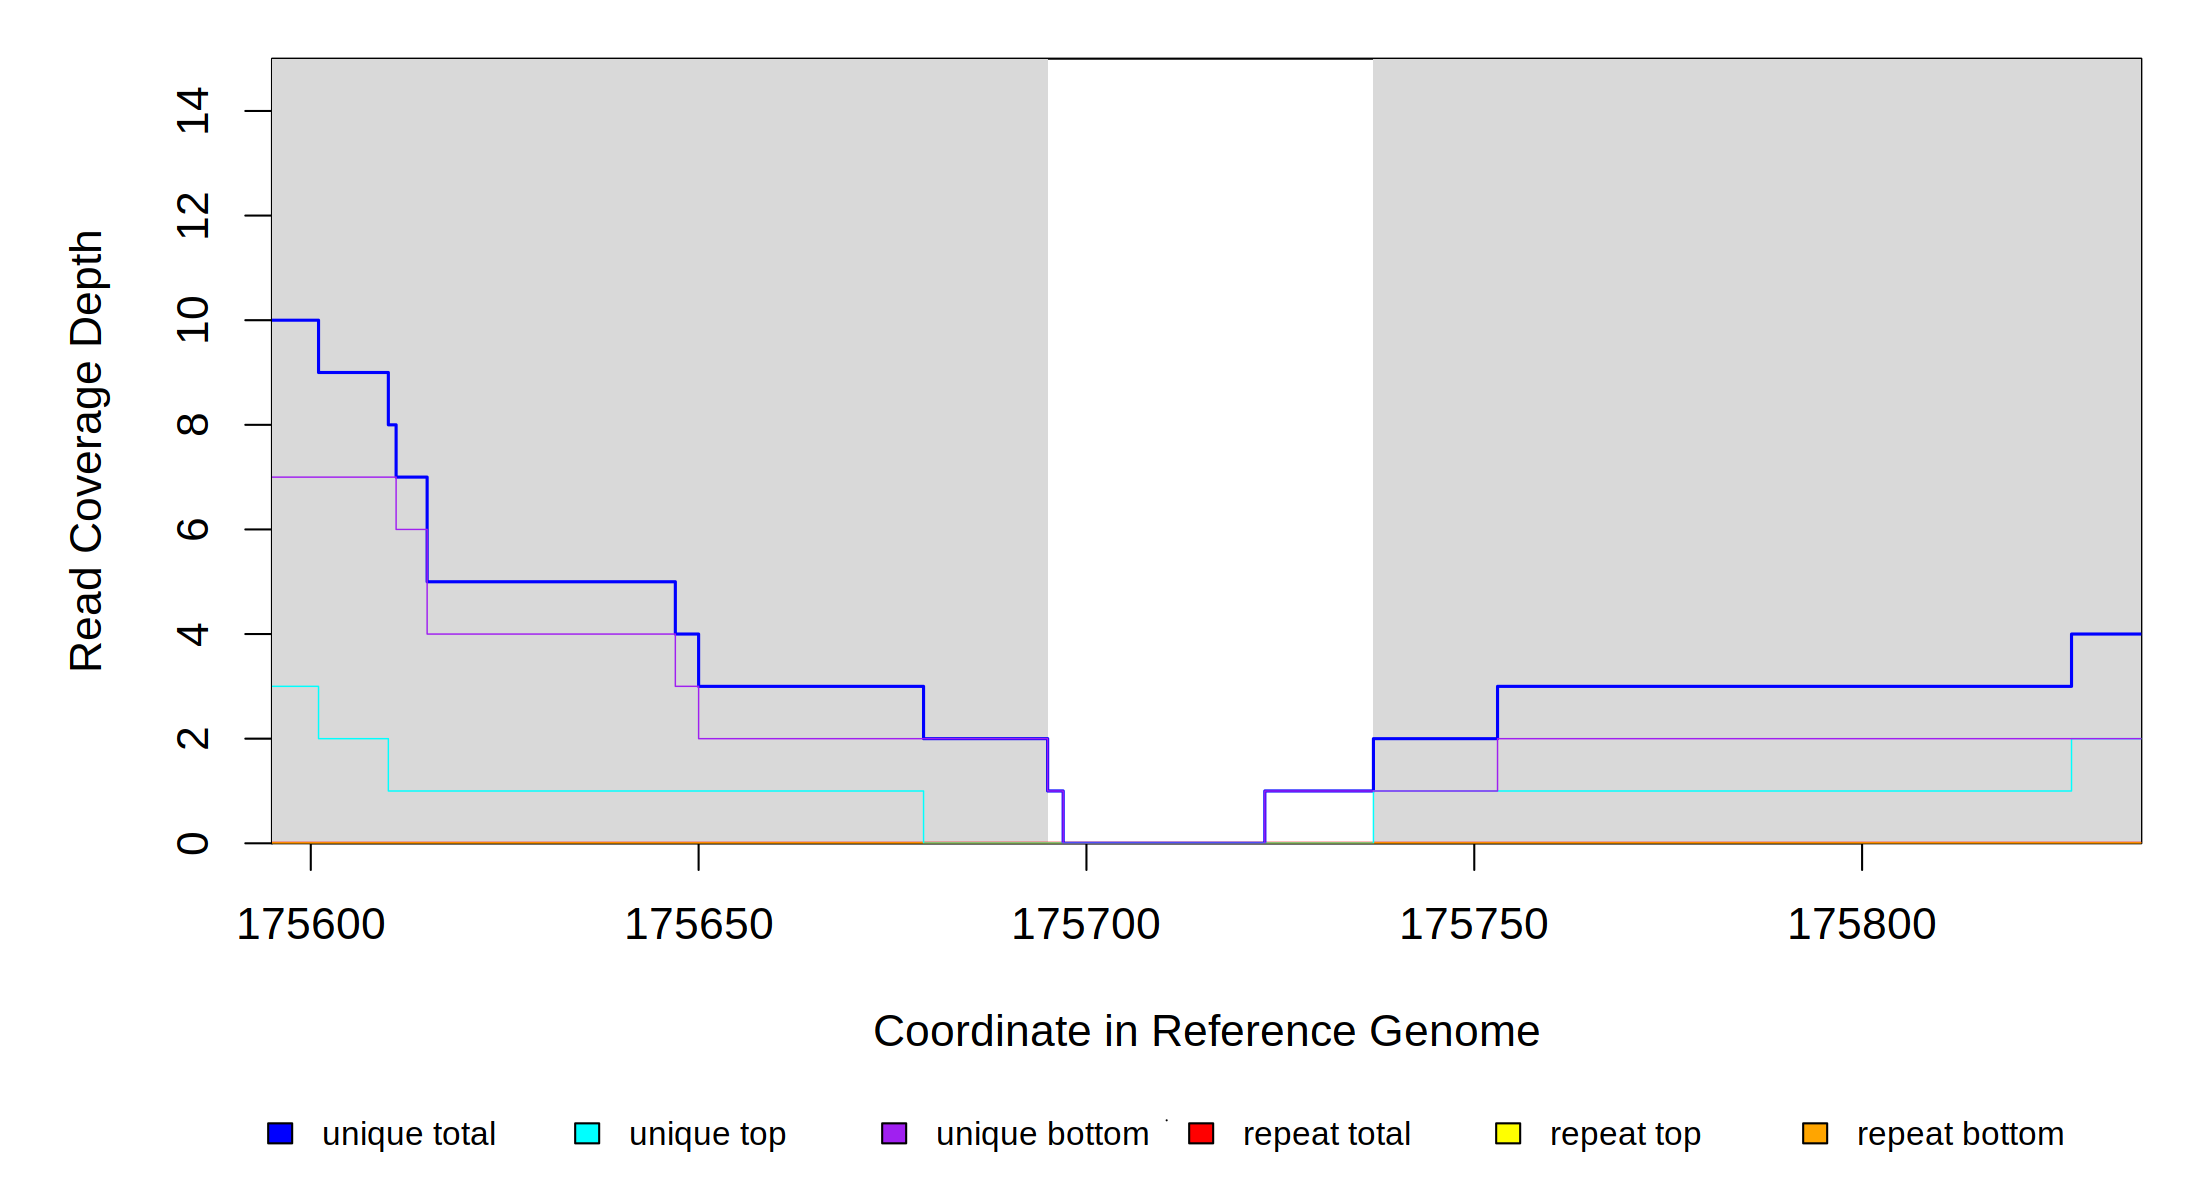 Read Coverage Depth
14
12
10
8
6
4
2
0
175600 175650 175700 175750 175800
Coordinate in Reference Genome
unique total unique top unique bottom repeat total repeat top repeat bottom